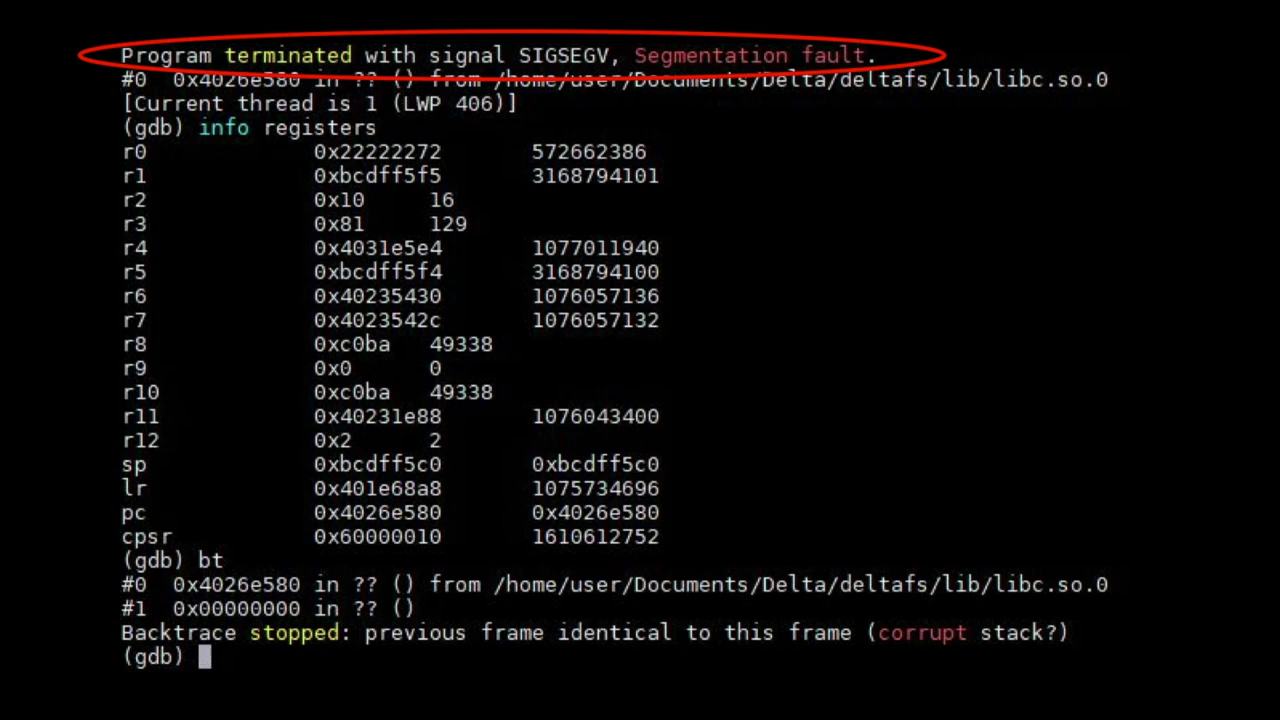 Program terminated with signal SIGSEGV, Segmentation fault.
#0  0x4026e580 in ?? () from /home/user/Documents/Delta/deltafs/lib/libc.so.0
[Current thread is 1 (LWP 406)]
(gdb) info registers
r0             0x22222272       572662386
r1             0xbcdff5f5       3168794101
r2             0x10     16
r3             0x81     129
r4             0x4031e5e4       1077011940
r5             0xbcdff5f4       3168794100
r6             0x40235430       1076057136
r7             0x4023542c       1076057132
r8             0xc0ba   49338
r9             0x0      0
r10            0xc0ba   49338
r11            0x40231e88       1076043400
r12            0x2      2
sp             0xbcdff5c0       0xbcdff5c0
lr             0x401e68a8       1075734696
pc             0x4026e580       0x4026e580
cpsr           0x60000010       1610612752
(gdb) bt
#0  0x4026e580 in ?? () from /home/user/Documents/Delta/deltafs/lib/libc.so.0
#1  0x00000000 in ?? ()
Backtrace stopped: previous frame identical to this frame (corrupt stack?)
(gdb)